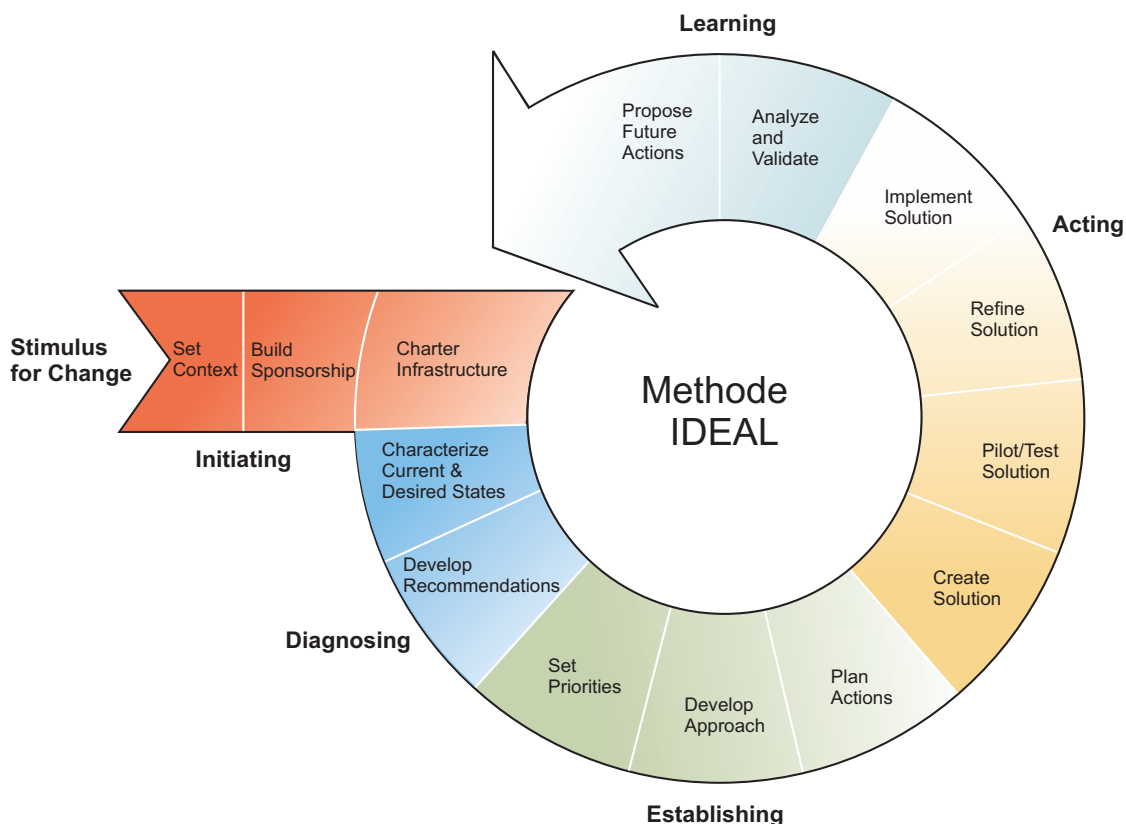 Learning
Propose
Future
Actions
Analyze
and
Validate
Implement
Solution
Acting
Refine
Solution
Pilot/Test
Solution
Create
Solution
Plan
Actions
Develop
Approach
Set
Priorities
Establishing
Develop
Recommendations
Diagnosing
Characterize
Current &
Desired States
Charter
Infrastructure
Build
Sponsorship
Set
Context
Initiating
Stimulus
for Change
Methode
IDEAL